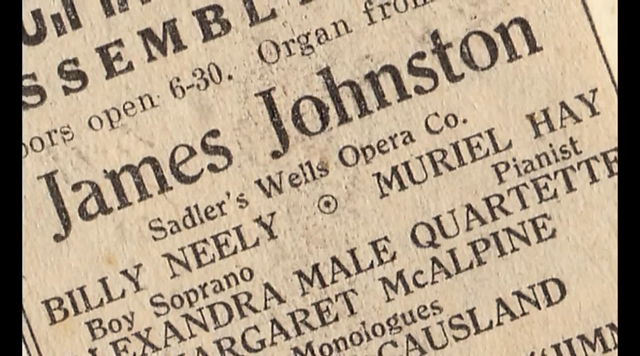 SSEMBL
oors open 6-30. Organ from
James Johnston
Sadler's Wells Opera Co.
BILLY NEELY ☉ MURIEL HAY
Boy Soprano Pianist
LEXANDRA MALE QUARTETTE
ARGARET McALPINE
Monologues
CAUSLAND